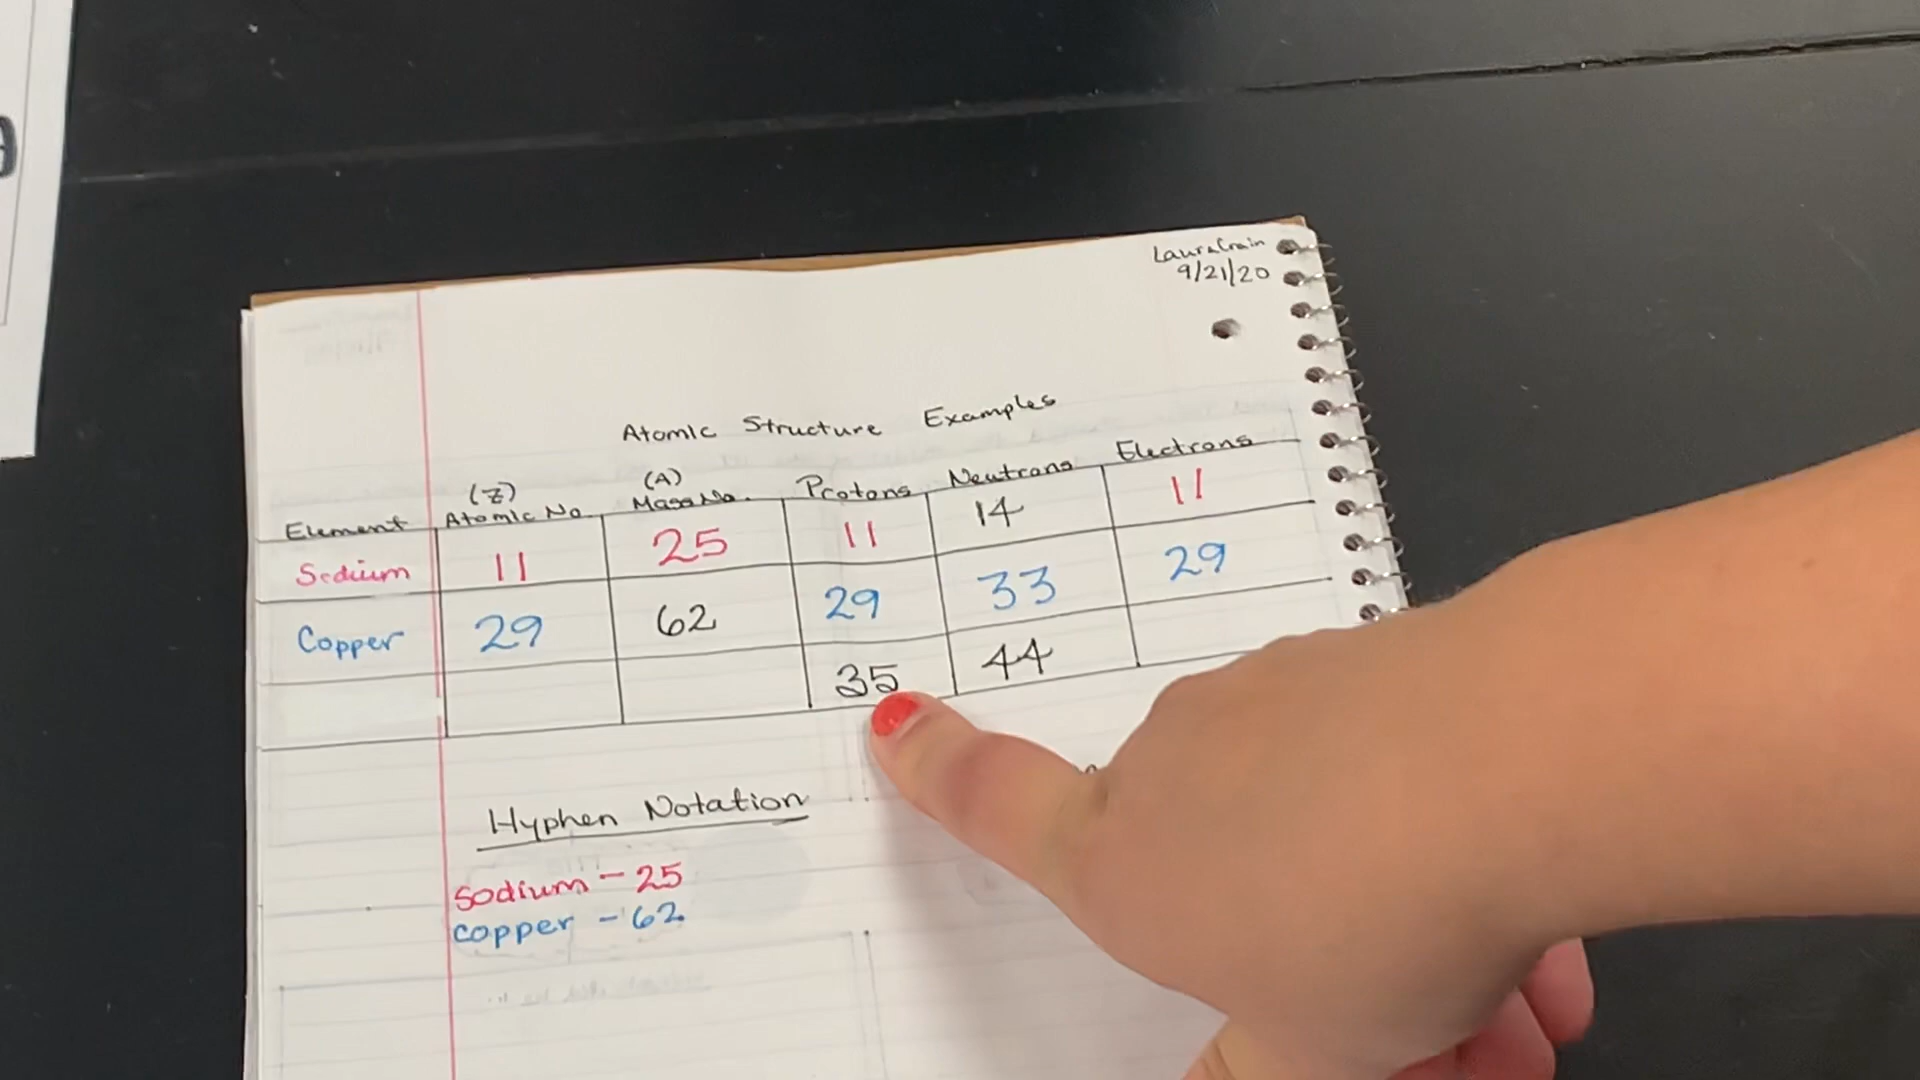 Laura Crain
9/21/20
Atomic Structure Examples
Element (Z) Atomic No. (A) Mass No. Protons Neutrons Electrons
Sodium 11 25 11 14 11
Copper 29 62 29 33 29
35 44
Hyphen Notation
sodium - 25
copper - 62